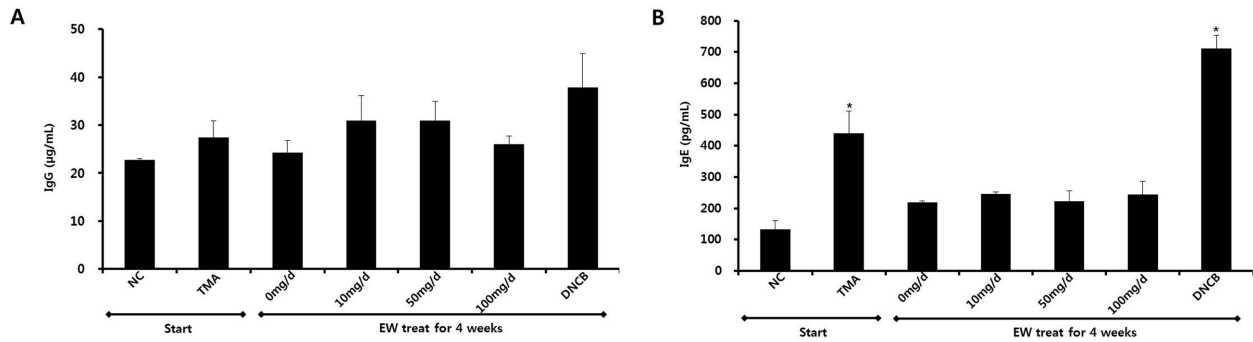 A
IgG (µg/mL)
50
40
30
20
10
0
NC
TMA
0mg/d
10mg/d
50mg/d
100mg/d
DNCB
Start
EW treat for 4 weeks
B
IgE (pg/mL)
800
700
600
500
400
300
200
100
0
*
*
NC
TMA
0mg/d
10mg/d
50mg/d
100mg/d
DNCB
Start
EW treat for 4 weeks